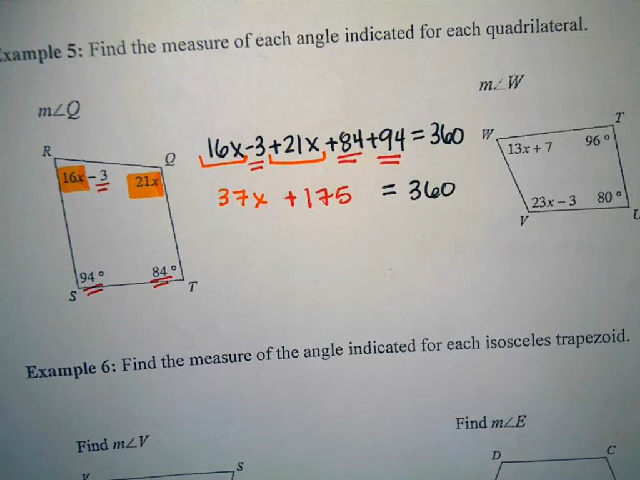 Example 5: Find the measure of each angle indicated for each quadrilateral.
m∠Q
m∠W
R
Q
16x - 3
21x
94°
84°
S
T
16x-3+21x+84+94=360
37x +175 = 360
W
T
13x + 7
96°
23x - 3
80°
V
Example 6: Find the measure of the angle indicated for each isosceles trapezoid.
Find m∠V
Find m∠E
S
D
C